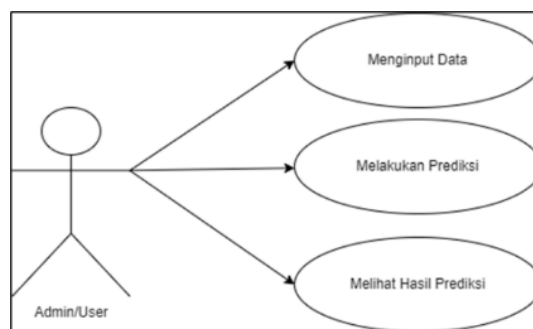 Menginput Data
Melakukan Prediksi
Melihat Hasil Prediksi
Admin/User